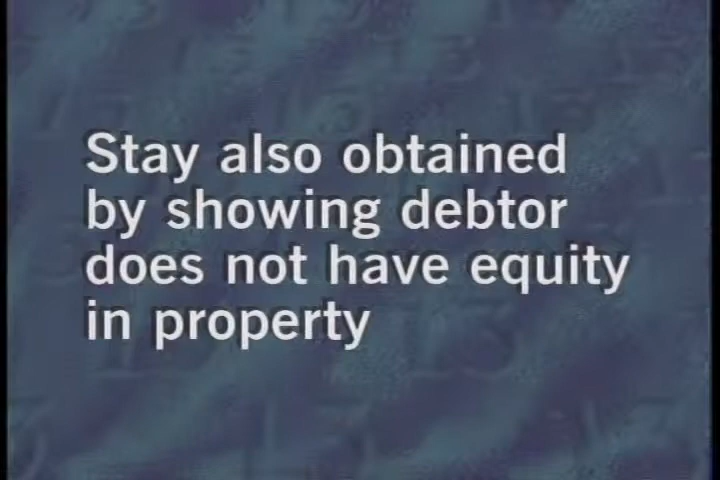 Stay also obtained
by showing debtor
does not have equity
in property